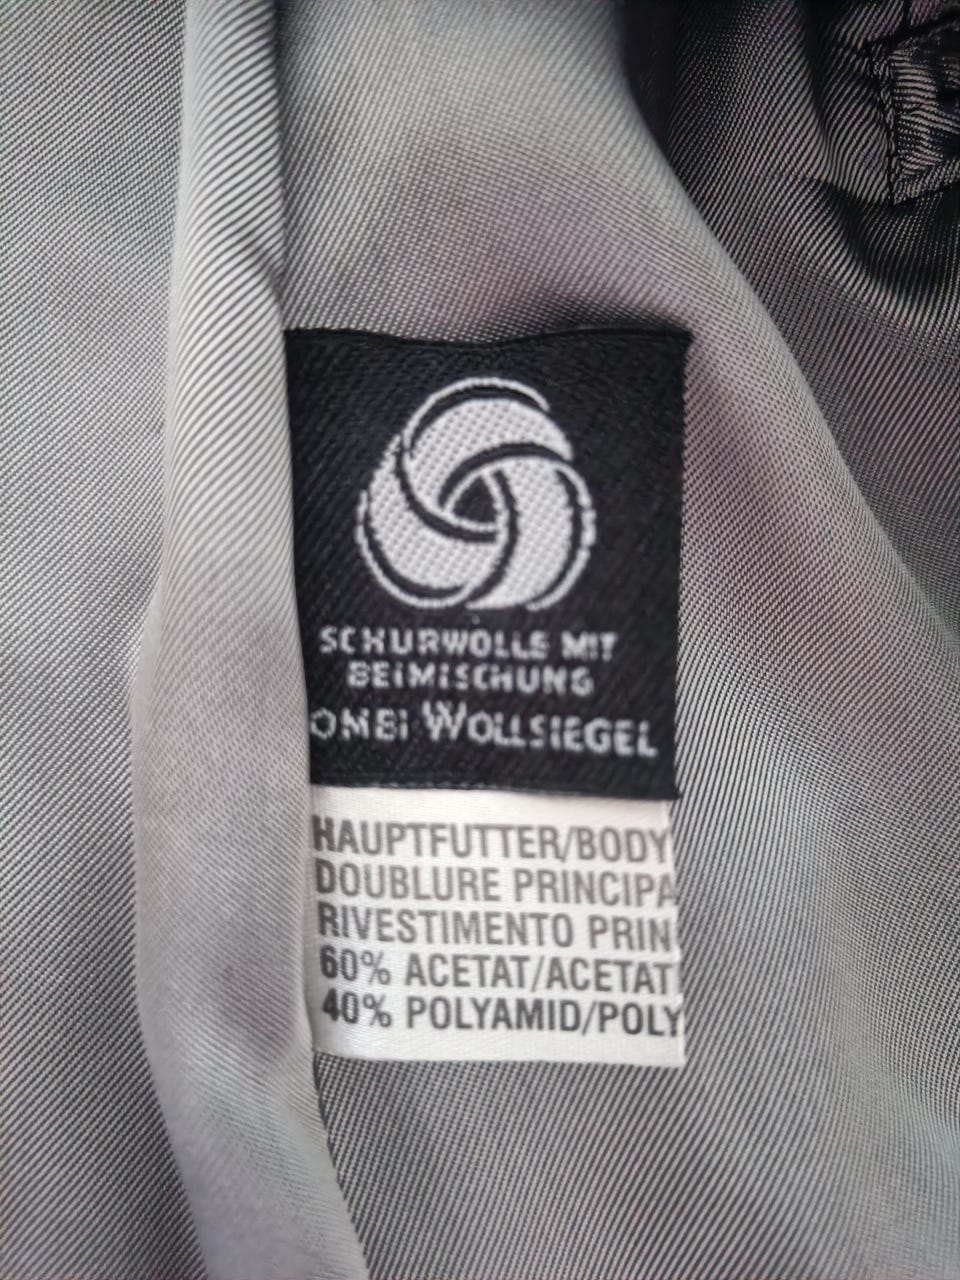 SCHURWOLLE MIT
BEIMISCHUNG
OMBI WOLLSIEGEL
HAUPTFUTTER/BODY
DOUBLURE PRINCIPA
RIVESTIMENTO PRIN
60% ACETAT/ACETAT
40% POLYAMID/POLY